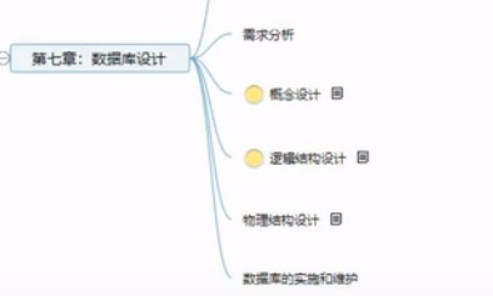 第七章：数据库设计
需求分析
概念设计
逻辑结构设计
物理结构设计
数据库的实施和维护